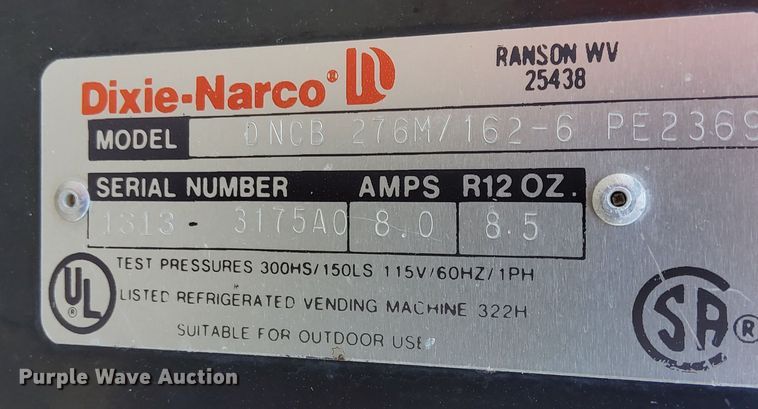 Dixie-Narco®
RANSON WV
25438
MODEL DNCB 276M/162-6 PE2369
SERIAL NUMBER AMPS R12 OZ.
1313- 3175A0 8.0 8.5
TEST PRESSURES 300HS/150LS 115V/60HZ/1PH
UL
®
LISTED REFRIGERATED VENDING MACHINE 322H
SUITABLE FOR OUTDOOR USE
SA®
Purple Wave Auction